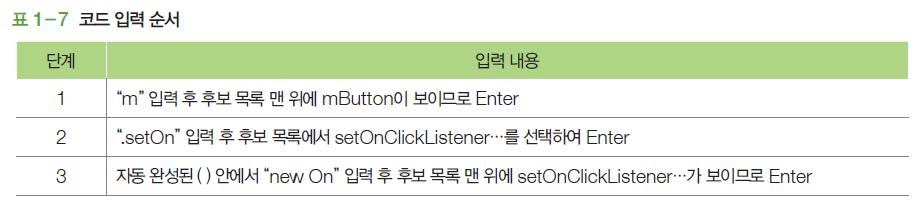 표 1-7 코드 입력 순서
단계 입력 내용
1 “m” 입력 후 후보 목록 맨 위에 mButton이 보이므로 Enter
2 “.setOn” 입력 후 후보 목록에서 setOnClickListener…를 선택하여 Enter
3 자동 완성된 ( ) 안에서 “new On” 입력 후 후보 목록 맨 위에 setOnClickListener…가 보이므로 Enter